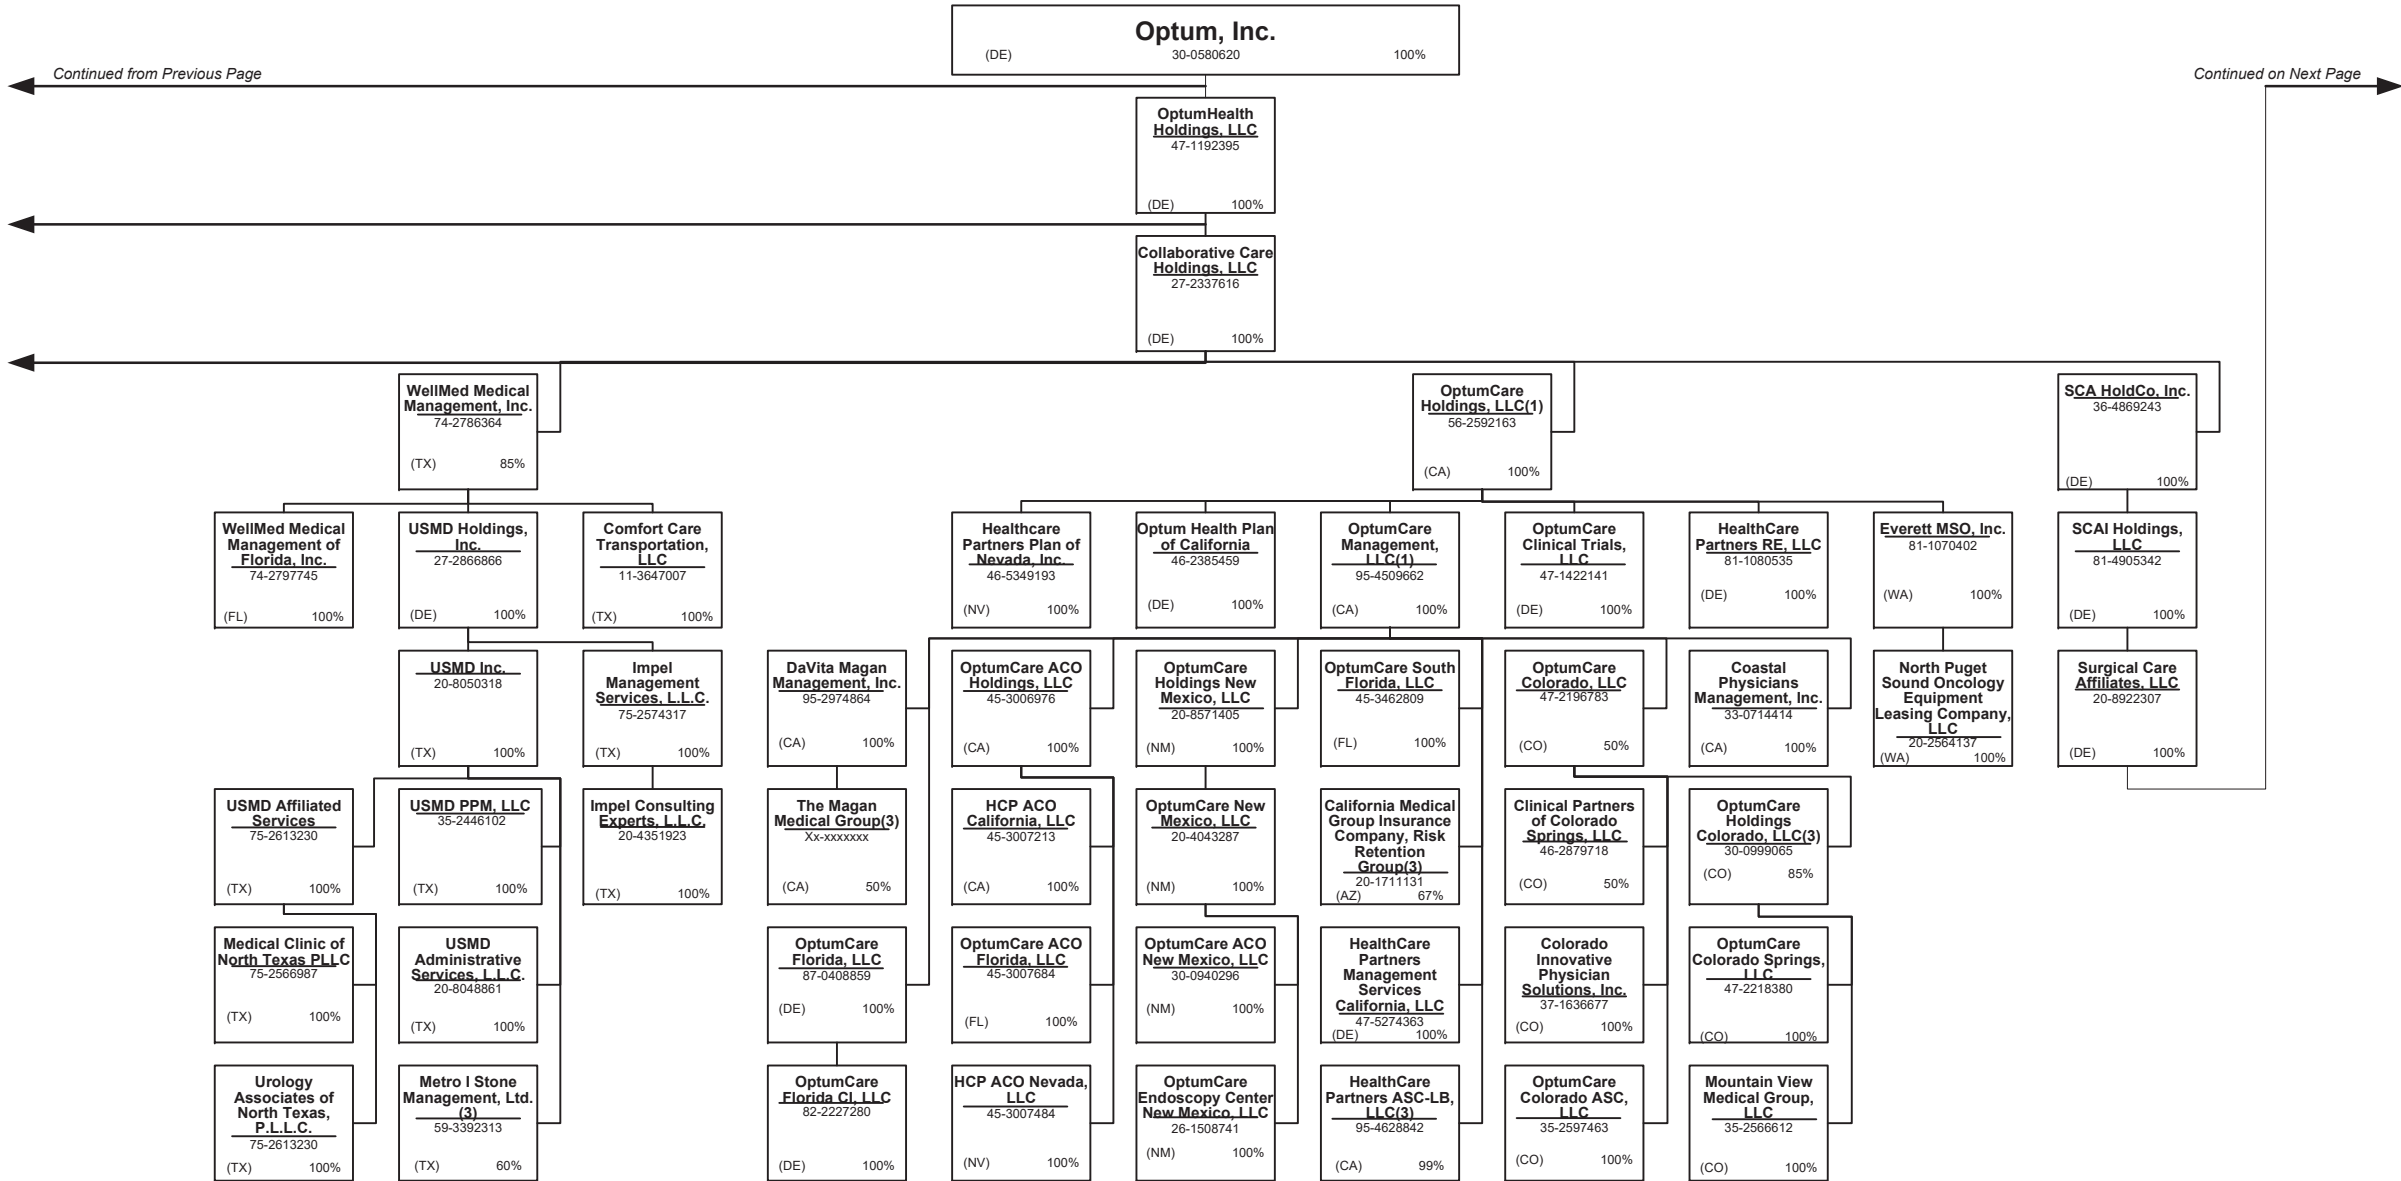 Optum, Inc.
(DE) 30-0580620 100%
Continued from Previous Page
Continued on Next Page
OptumHealth
Holdings, LLC
47-1192395
(DE) 100%
Collaborative Care
Holdings, LLC
27-2337616
(DE) 100%
WellMed Medical
Management, Inc.
74-2786364
(TX) 85%
OptumCare
Holdings, LLC(1)
56-2592163
(CA) 100%
SCA HoldCo, Inc.
36-4869243
(DE) 100%
WellMed Medical
Management of
Florida, Inc.
74-2797745
(FL) 100%
USMD Holdings,
Inc.
27-2866866
(DE) 100%
Comfort Care
Transportation,
LLC
11-3647007
(TX) 100%
Healthcare
Partners Plan of
Nevada, Inc.
46-5349193
(NV) 100%
Optum Health Plan
of California
46-2385459
(DE) 100%
OptumCare
Management,
LLC(1)
95-4509662
(CA) 100%
OptumCare
Clinical Trials,
LLC
47-1422141
(DE) 100%
HealthCare
Partners RE, LLC
81-1080535
(DE) 100%
Everett MSO, Inc.
81-1070402
(WA) 100%
SCAI Holdings,
LLC
81-4905342
(DE) 100%
USMD Inc.
20-8050318
(TX) 100%
Impel
Management
Services, L.L.C.
75-2574317
(TX) 100%
DaVita Magan
Management, Inc.
95-2974864
(CA) 100%
OptumCare ACO
Holdings, LLC
45-3006976
(CA) 100%
OptumCare
Holdings New
Mexico, LLC
20-8571405
(NM) 100%
OptumCare South
Florida, LLC
45-3462809
(FL) 100%
OptumCare
Colorado, LLC
47-2196783
(CO) 50%
Coastal
Physicians
Management, Inc.
33-0714414
(CA) 100%
North Puget
Sound Oncology
Equipment
Leasing Company,
LLC
20-2564137
(WA) 100%
Surgical Care
Affiliates, LLC
20-8922307
(DE) 100%
USMD Affiliated
Services
75-2613230
(TX) 100%
USMD PPM, LLC
35-2446102
(TX) 100%
Impel Consulting
Experts, L.L.C.
20-4351923
(TX) 100%
The Magan
Medical Group(3)
Xx-xxxxxxx
(CA) 50%
HCP ACO
California, LLC
45-3007213
(CA) 100%
OptumCare New
Mexico, LLC
20-4043287
(NM) 100%
California Medical
Group Insurance
Company, Risk
Retention
Group(3)
20-1711131
(AZ) 67%
Clinical Partners
of Colorado
Springs, LLC
46-2879718
(CO) 50%
OptumCare
Holdings
Colorado, LLC(3)
30-0999065
(CO) 85%
Medical Clinic of
North Texas PLLC
75-2566987
(TX) 100%
USMD
Administrative
Services, L.L.C.
20-8048861
(TX) 100%
OptumCare
Florida, LLC
87-0408859
(DE) 100%
OptumCare ACO
Florida, LLC
45-3007684
(FL) 100%
OptumCare ACO
New Mexico, LLC
30-0940296
(NM) 100%
HealthCare
Partners
Management
Services
California, LLC
47-5274363
(DE) 100%
Colorado
Innovative
Physician
Solutions, Inc.
37-1636677
(CO) 100%
OptumCare
Colorado Springs,
LLC
47-2218380
(CO) 100%
Urology
Associates of
North Texas,
P.L.L.C.
75-2613230
(TX) 100%
Metro I Stone
Management, Ltd.
(3)
59-3392313
(TX) 60%
OptumCare
Florida CI, LLC
82-2227280
(DE) 100%
HCP ACO Nevada,
LLC
45-3007484
(NV) 100%
OptumCare
Endoscopy Center
New Mexico, LLC
26-1508741
(NM) 100%
HealthCare
Partners ASC-LB,
LLC(3)
95-4628842
(CA) 99%
OptumCare
Colorado ASC,
LLC
35-2597463
(CO) 100%
Mountain View
Medical Group,
LLC
35-2566612
(CO) 100%